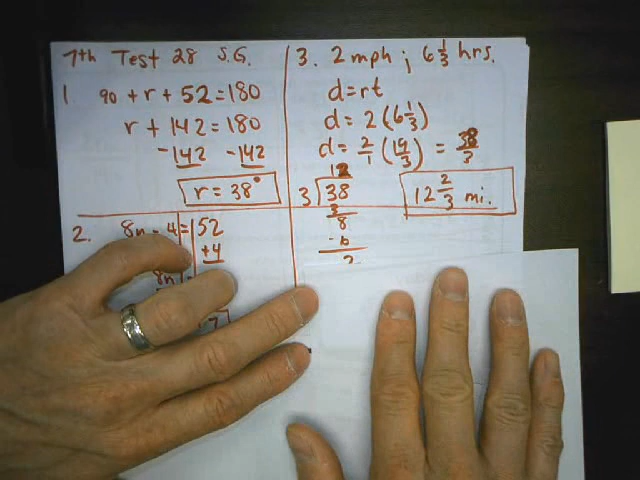 7th Test 28 S.G.
1 90 + r + 52 = 180
r + 142 = 180
-142 -142
r = 38°
2. 8n - 4 = 52
+4
8n
7
3. 2 mph ; 6 1/3 hrs.
d = rt
d = 2 (6 1/3)
d = 2/1 (19/3) = 38/3
12
3 38
3
8
-6
2
12 2/3 mi.